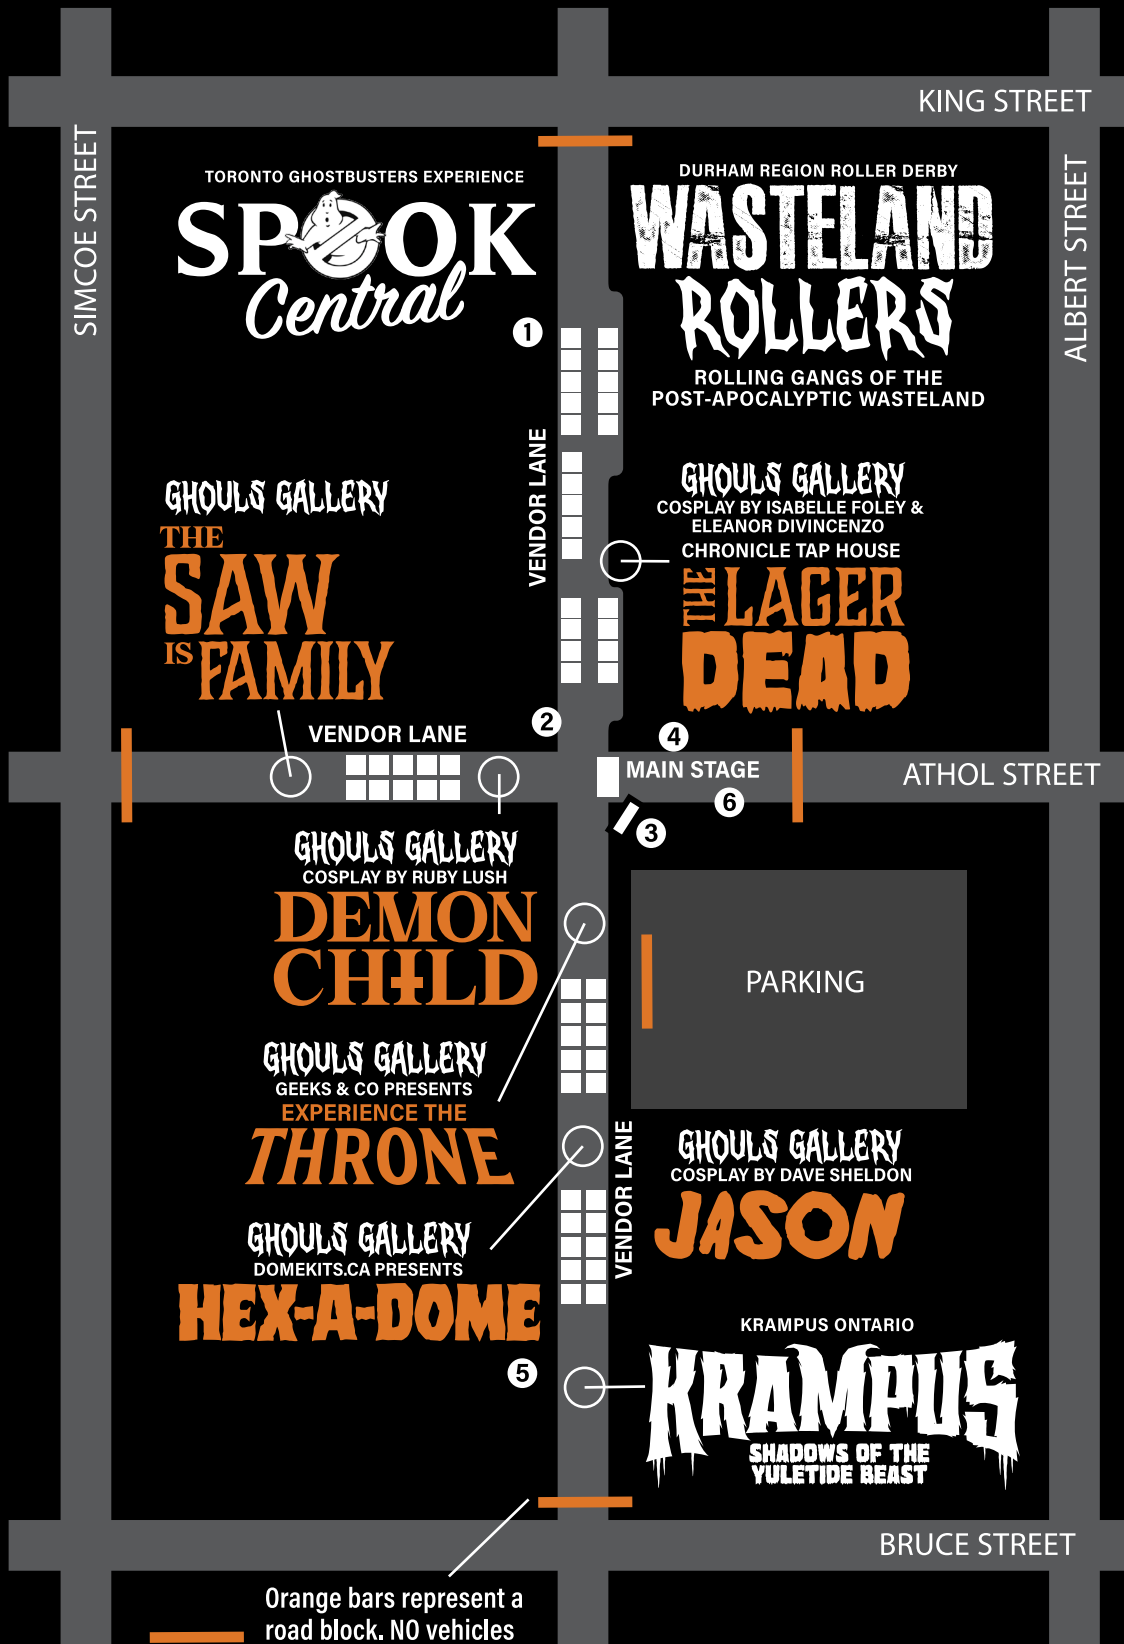 KING STREET
SIMCOE STREET
ALBERT STREET
TORONTO GHOSTBUSTERS EXPERIENCE
SPOOK
Central
DURHAM REGION ROLLER DERBY
WASTELAND
ROLLERS
ROLLING GANGS OF THE
POST-APOCALYPTIC WASTELAND
1
VENDOR LANE
GHOULS GALLERY
THE
SAW
IS FAMILY
GHOULS GALLERY
COSPLAY BY ISABELLE FOLEY &
ELEANOR DIVINCENZO
CHRONICLE TAP HOUSE
THE LAGER
DEAD
2
VENDOR LANE
4
MAIN STAGE
ATHOL STREET
6
3
GHOULS GALLERY
COSPLAY BY RUBY LUSH
DEMON
CHILD
PARKING
GHOULS GALLERY
GEEKS & CO PRESENTS
EXPERIENCE THE
THRONE
VENDOR LANE
GHOULS GALLERY
COSPLAY BY DAVE SHELDON
JASON
GHOULS GALLERY
DOMEKITS.CA PRESENTS
HEX-A-DOME
5
KRAMPUS ONTARIO
KRAMPUS
SHADOWS OF THE
YULETIDE BEAST
BRUCE STREET
Orange bars represent a
road block. NO vehicles